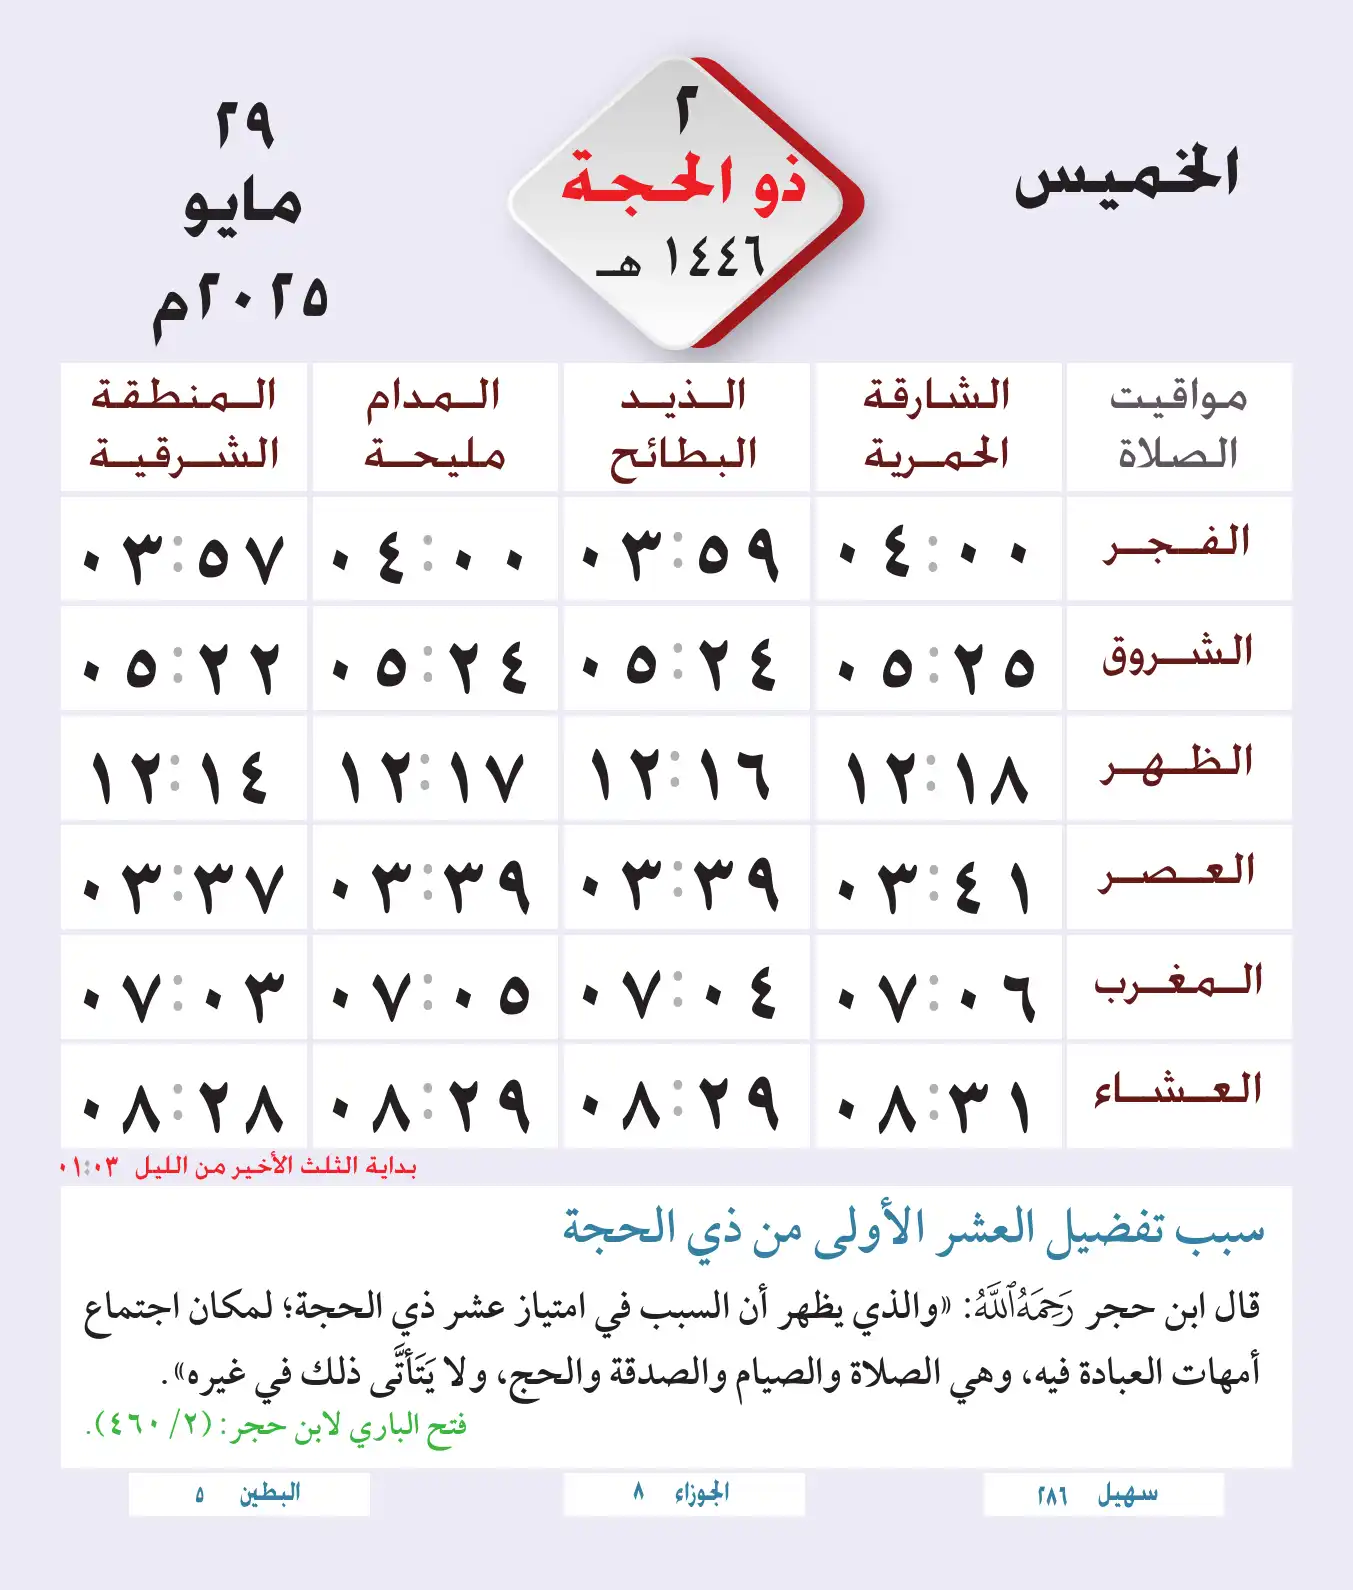 الخميس
٢
ذو الحجة
١٤٤٦ هـ
٢٩
مايو
٢٠٢٥م
مواقيت الصلاة الشارقة الحمرية الذيد البطائح المدام مليحة المنطقة الشرقية
الفجر ٠٤:٠٠ ٠٣:٥٩ ٠٤:٠٠ ٠٣:٥٧
الشروق ٠٥:٢٥ ٠٥:٢٤ ٠٥:٢٤ ٠٥:٢٢
الظهر ١٢:١٨ ١٢:١٦ ١٢:١٧ ١٢:١٤
العصر ٠٣:٤١ ٠٣:٣٩ ٠٣:٣٩ ٠٣:٣٧
المغرب ٠٧:٠٦ ٠٧:٠٤ ٠٧:٠٥ ٠٧:٠٣
العشاء ٠٨:٣١ ٠٨:٢٩ ٠٨:٢٩ ٠٨:٢٨
بداية الثلث الأخير من الليل ٠١:٠٣
سبب تفضيل العشر الأولى من ذي الحجة
قال ابن حجر رَحِمَهُ ٱللَّهُ: «والذي يظهر أن السبب في امتياز عشر ذي الحجة؛ لمكان اجتماع
أمهات العبادة فيه، وهي الصلاة والصيام والصدقة والحج، ولا يَتَأتَّى ذلك في غيره».
فتح الباري لابن حجر: (٢/ ٤٦٠).
سهيل ٢٨٦
الجوزاء ٨
البطين ٥